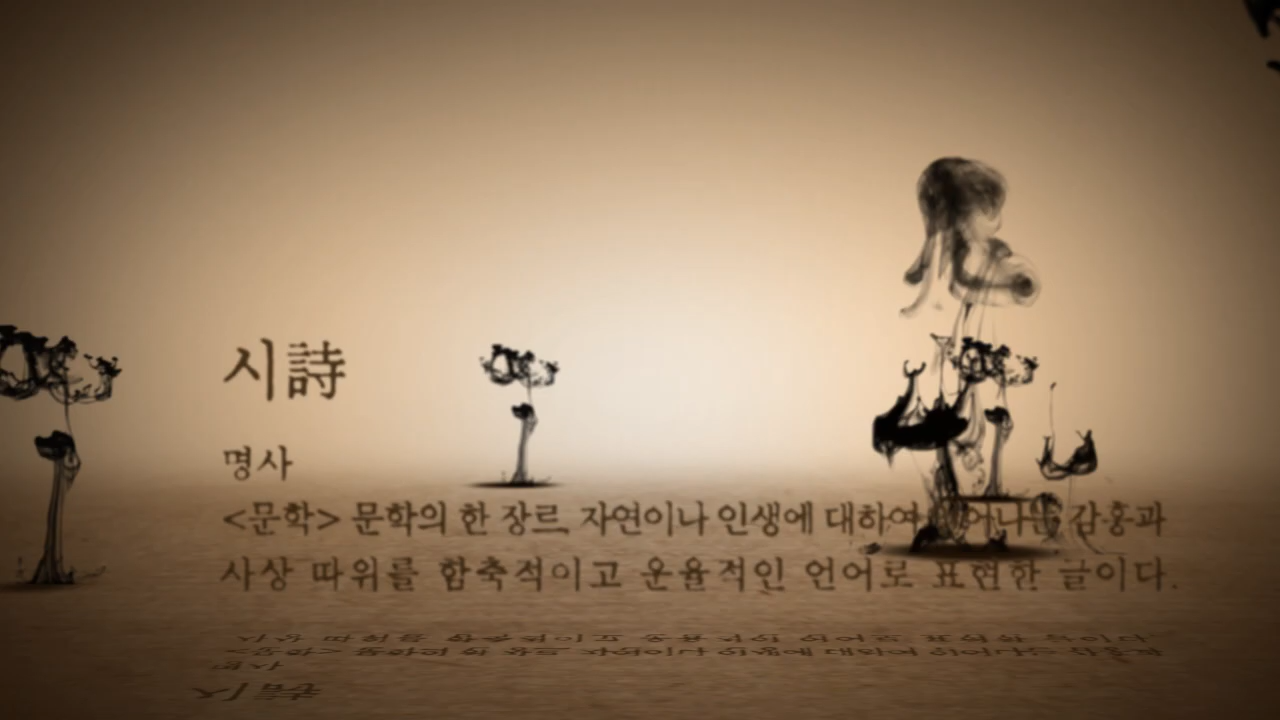 시詩
명사
<문학> 문학의 한 장르 자연이나 인생에 대하여 일어나는 감흥과
사상 따위를 함축적이고 운율적인 언어로 표현한 글이다.